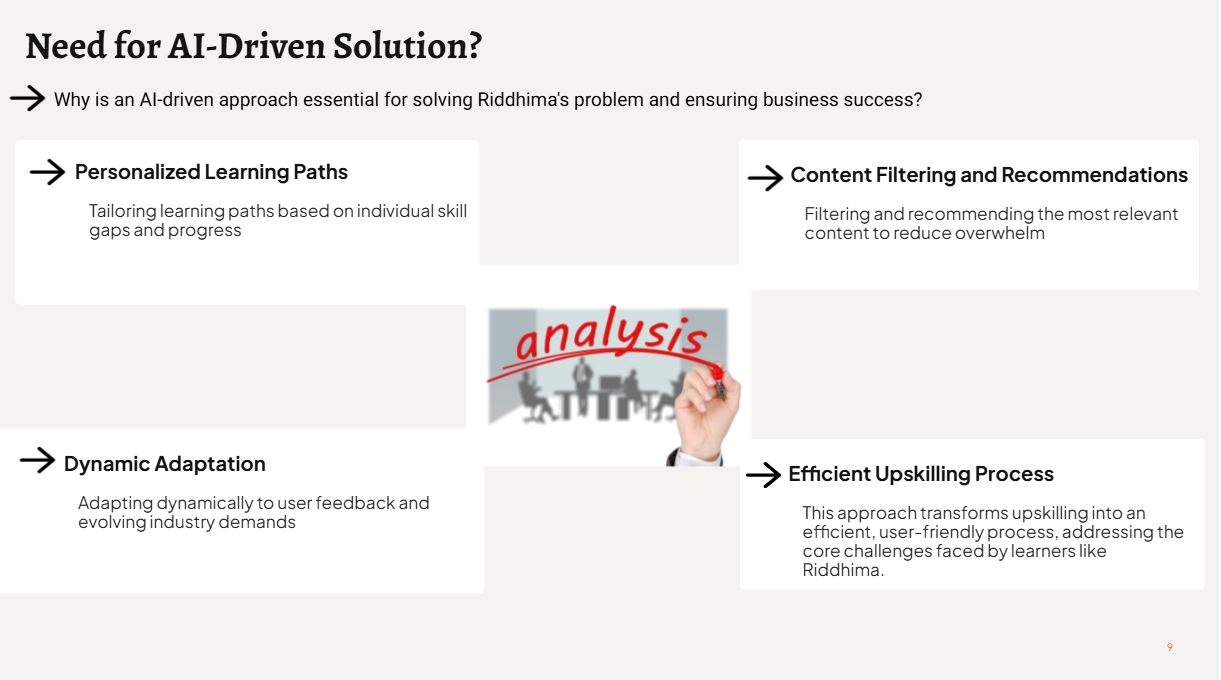 Need for AI-Driven Solution?
Why is an AI-driven approach essential for solving Riddhima's problem and ensuring business success?
Personalized Learning Paths
Tailoring learning paths based on individual skill
gaps and progress
Content Filtering and Recommendations
Filtering and recommending the most relevant
content to reduce overwhelm
analysis
Dynamic Adaptation
Adapting dynamically to user feedback and
evolving industry demands
Efficient Upskilling Process
This approach transforms upskilling into an
efficient, user-friendly process, addressing the
core challenges faced by learners like
Riddhima.
9